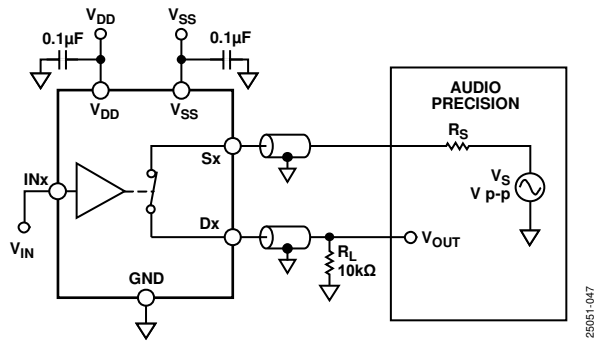 VDD
VSS
0.1µF
0.1µF
VDD
VSS
AUDIO
PRECISION
RS
Sx
VS
V p-p
INx
Dx
VOUT
VIN
RL
10kΩ
GND
25051-047